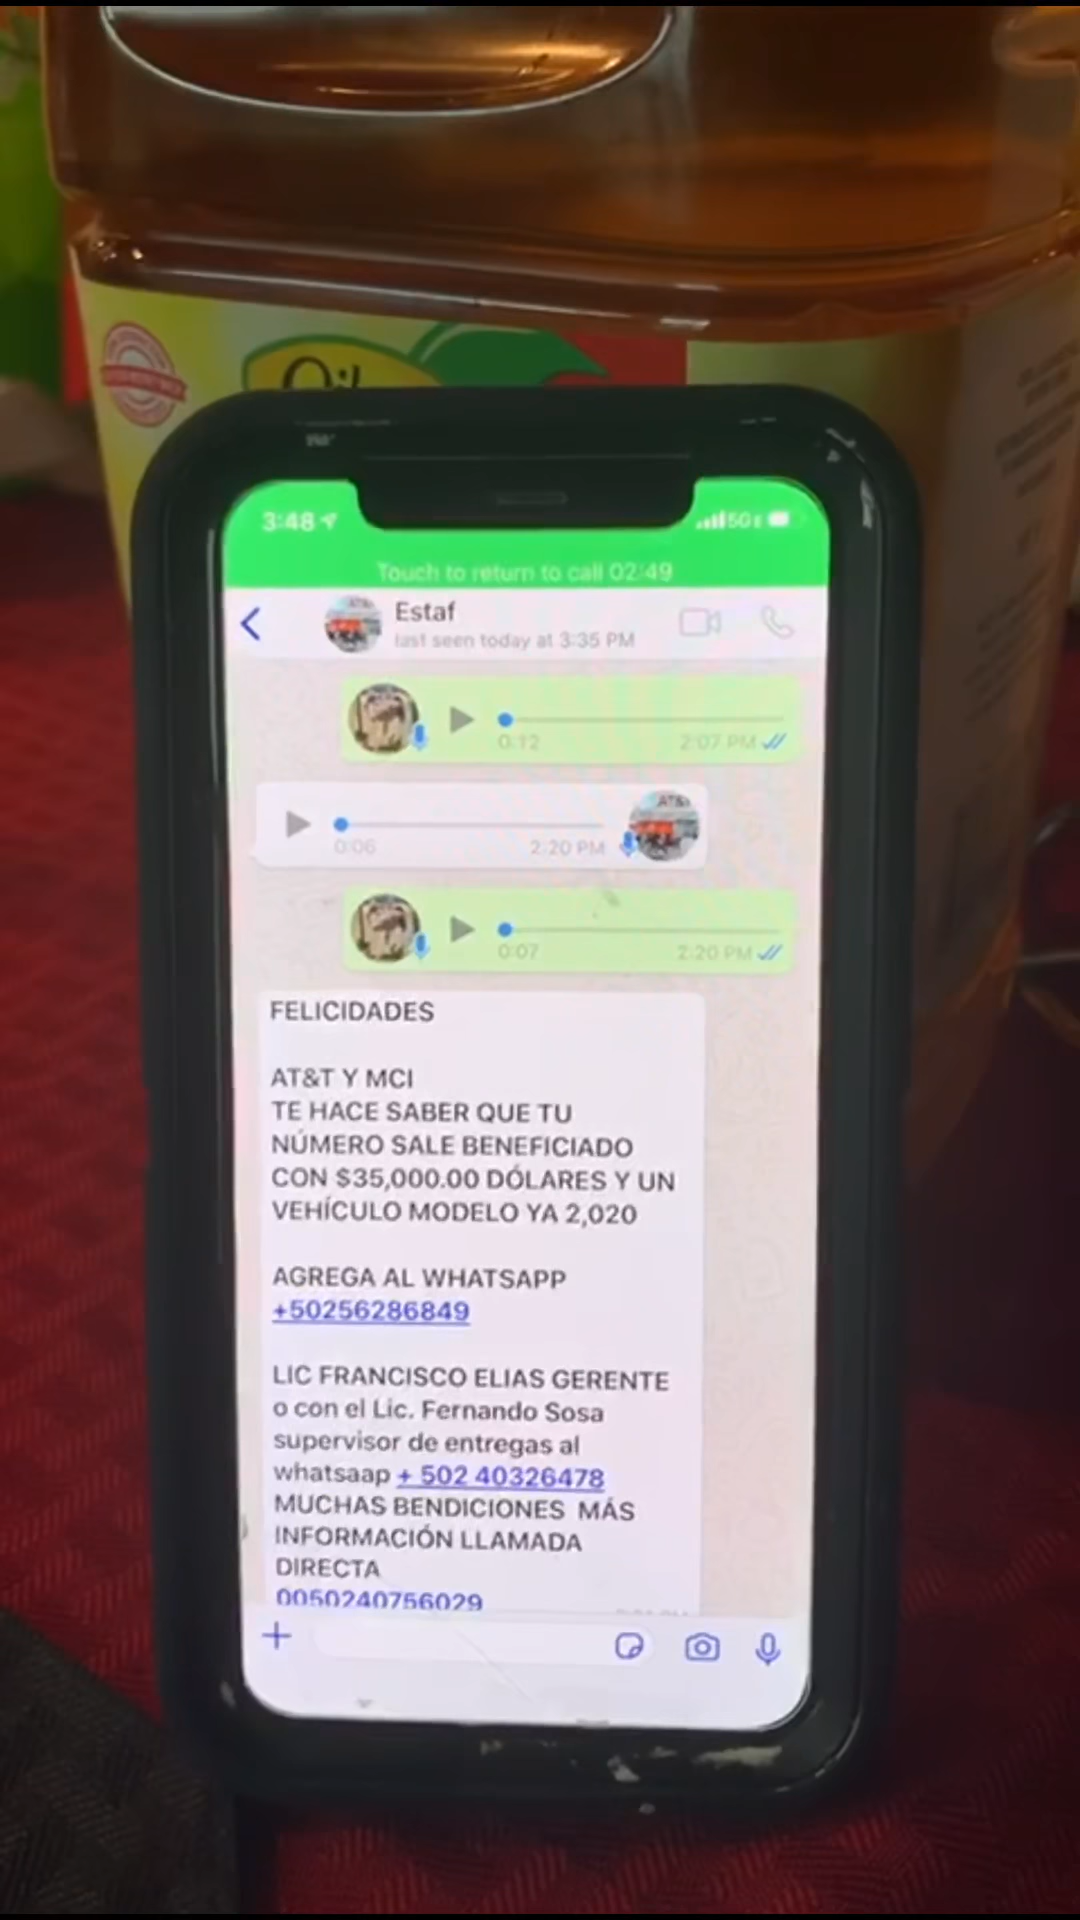 Oil
3:48
5GE
Touch to return to call 02:49
Estaf
last seen today at 3:35 PM
0:12 2:07 PM
AT&T
0:06 2:20 PM
0:07 2:20 PM
FELICIDADES
AT&T Y MCI
TE HACE SABER QUE TU
NÚMERO SALE BENEFICIADO
CON $35,000.00 DÓLARES Y UN
VEHÍCULO MODELO YA 2,020
AGREGA AL WHATSAPP
+50256286849
LIC FRANCISCO ELIAS GERENTE
o con el Lic. Fernando Sosa
supervisor de entregas al
whatsaap + 502 40326478
MUCHAS BENDICIONES MÁS
INFORMACIÓN LLAMADA
DIRECTA
0050240756029